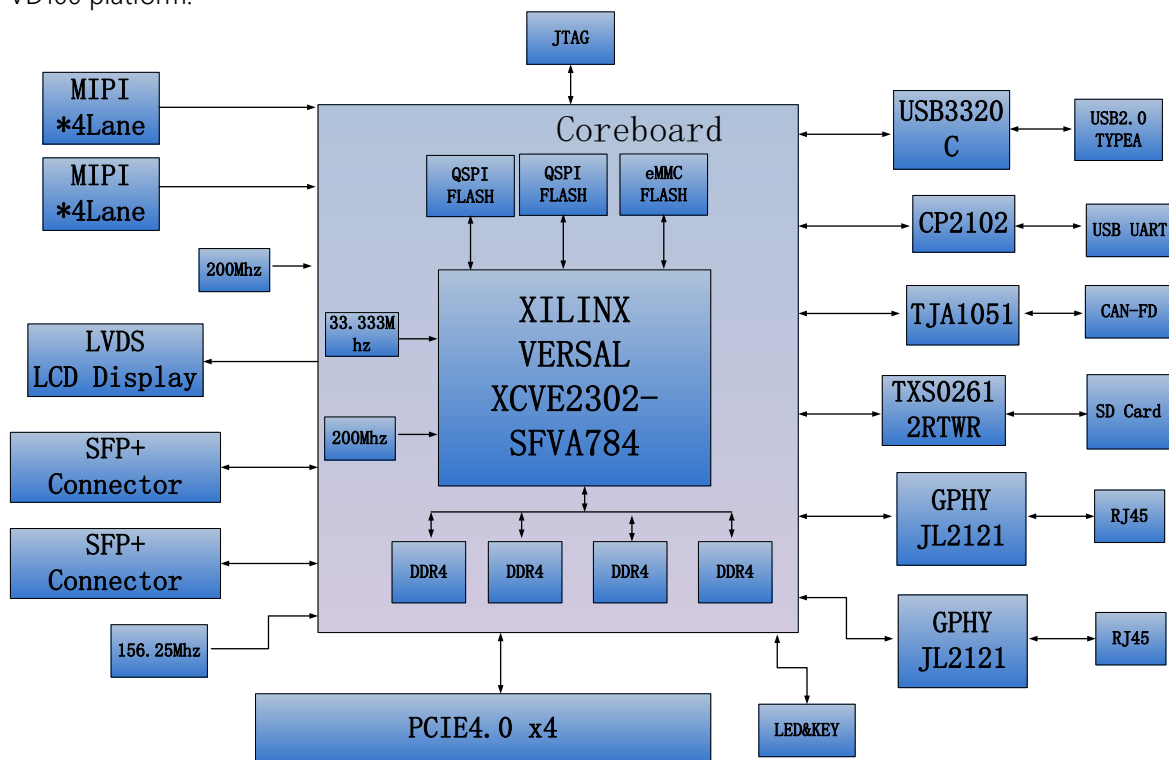 VD100 platform.
JTAG
MIPI
*4Lane
MIPI
*4Lane
200Mhz
LVDS
LCD Display
SFP+
Connector
SFP+
Connector
156.25Mhz
Coreboard
QSPI
FLASH
QSPI
FLASH
eMMC
FLASH
33.333M
hz
200Mhz
XILINX
VERSAL
XCVE2302-
SFVA784
DDR4
DDR4
DDR4
DDR4
PCIE4.0 x4
LED&KEY
USB3320
C
USB2.0
TYPEA
CP2102
USB UART
TJA1051
CAN-FD
TXS0261
2RTWR
SD Card
GPHY
JL2121
RJ45
GPHY
JL2121
RJ45